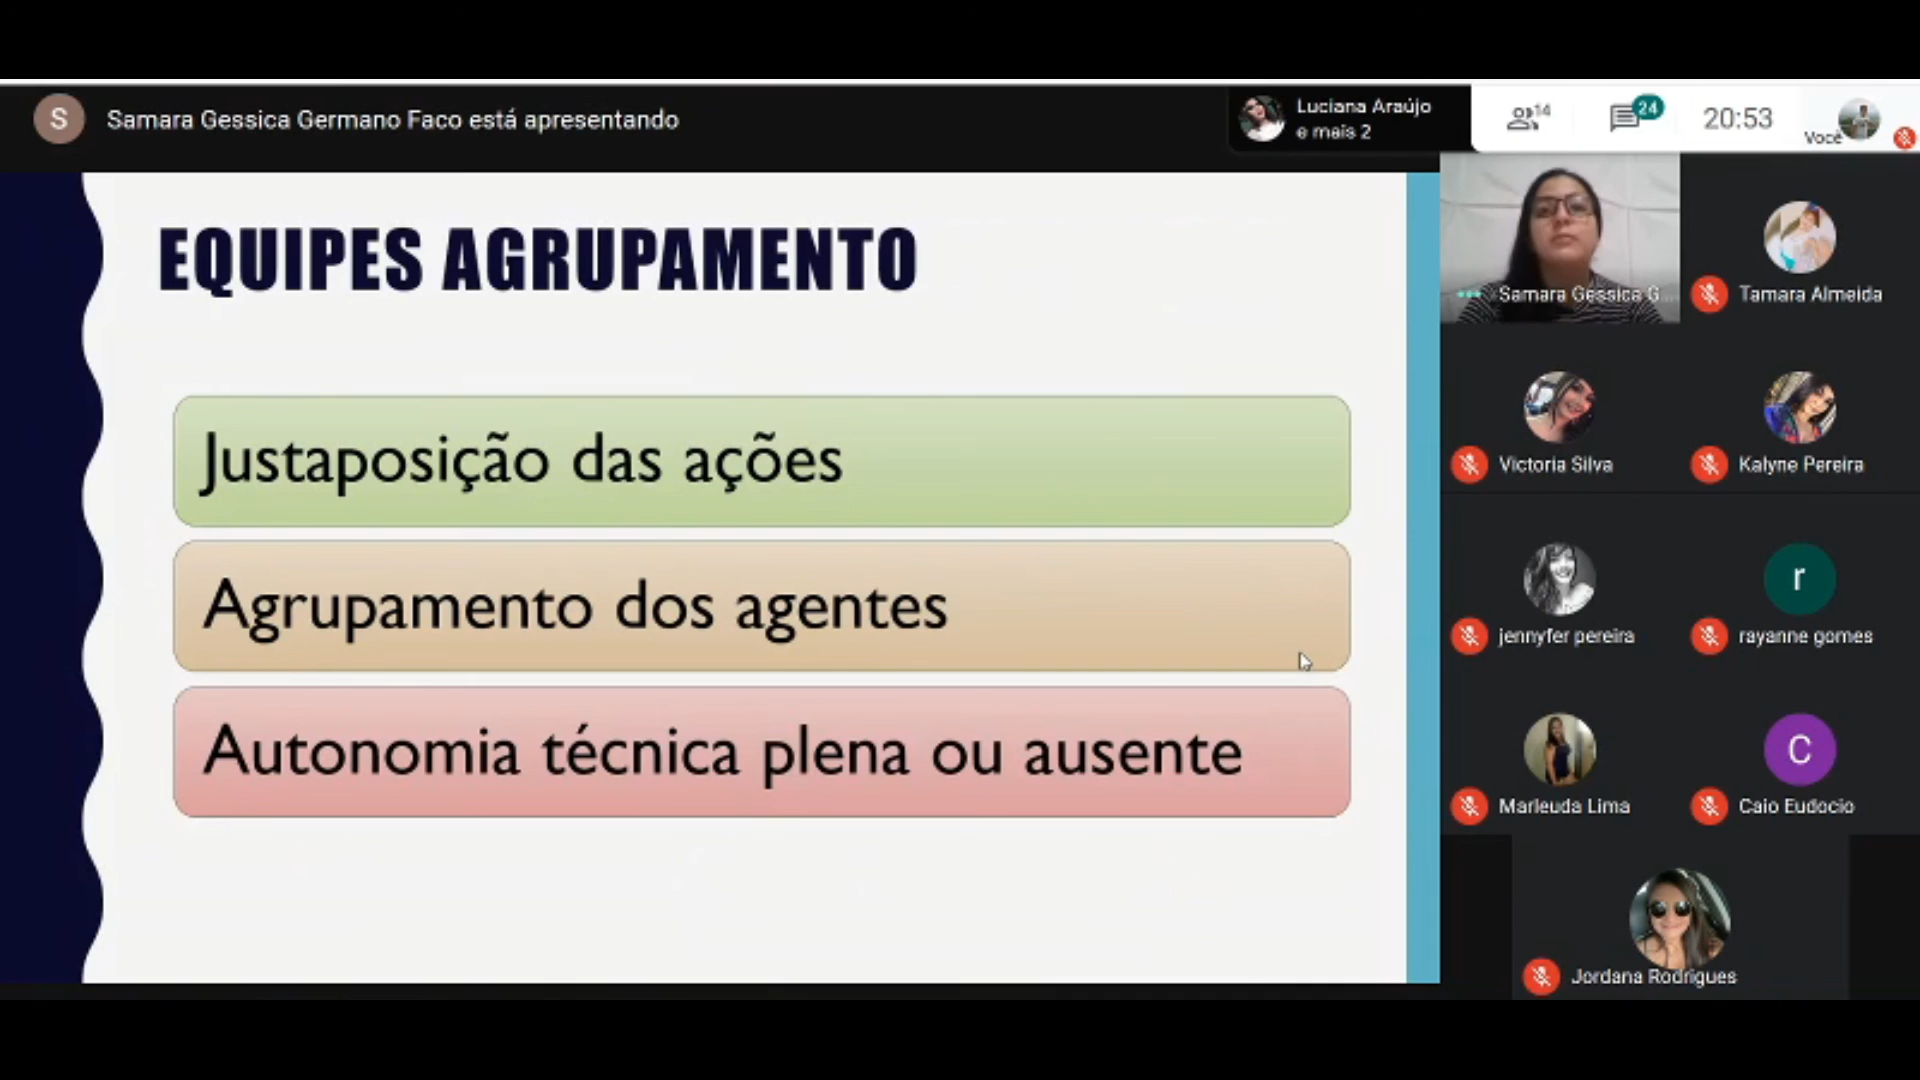 S
Samara Gessica Germano Faco está apresentando
Luciana Araújo
e mais 2
14
24
20:53
Você
EQUIPES AGRUPAMENTO
Justaposição das ações
Agrupamento dos agentes
Autonomia técnica plena ou ausente
Samara Gessica G...
Tamara Almeida
Victoria Silva
Kalyne Pereira
jennyfer pereira
r
rayanne gomes
Marleuda Lima
C
Caio Eudocio
Jordana Rodrigues